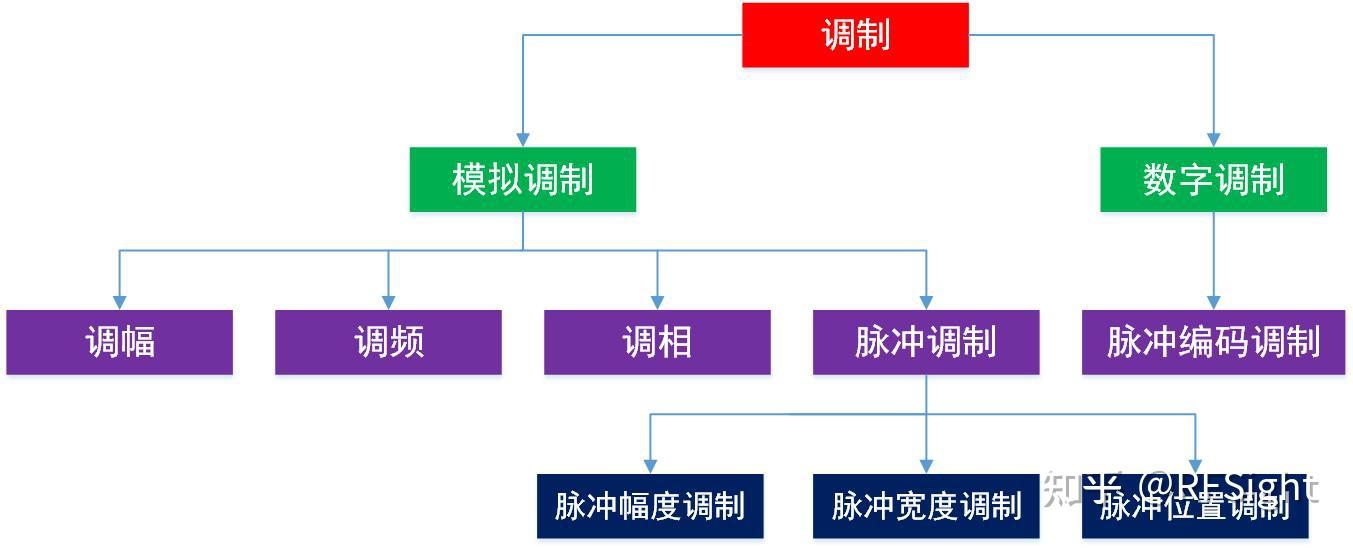 调制
模拟调制
数字调制
调幅
调频
调相
脉冲调制
脉冲编码调制
脉冲幅度调制
脉冲宽度调制
脉冲位置调制
知乎 @RFSight